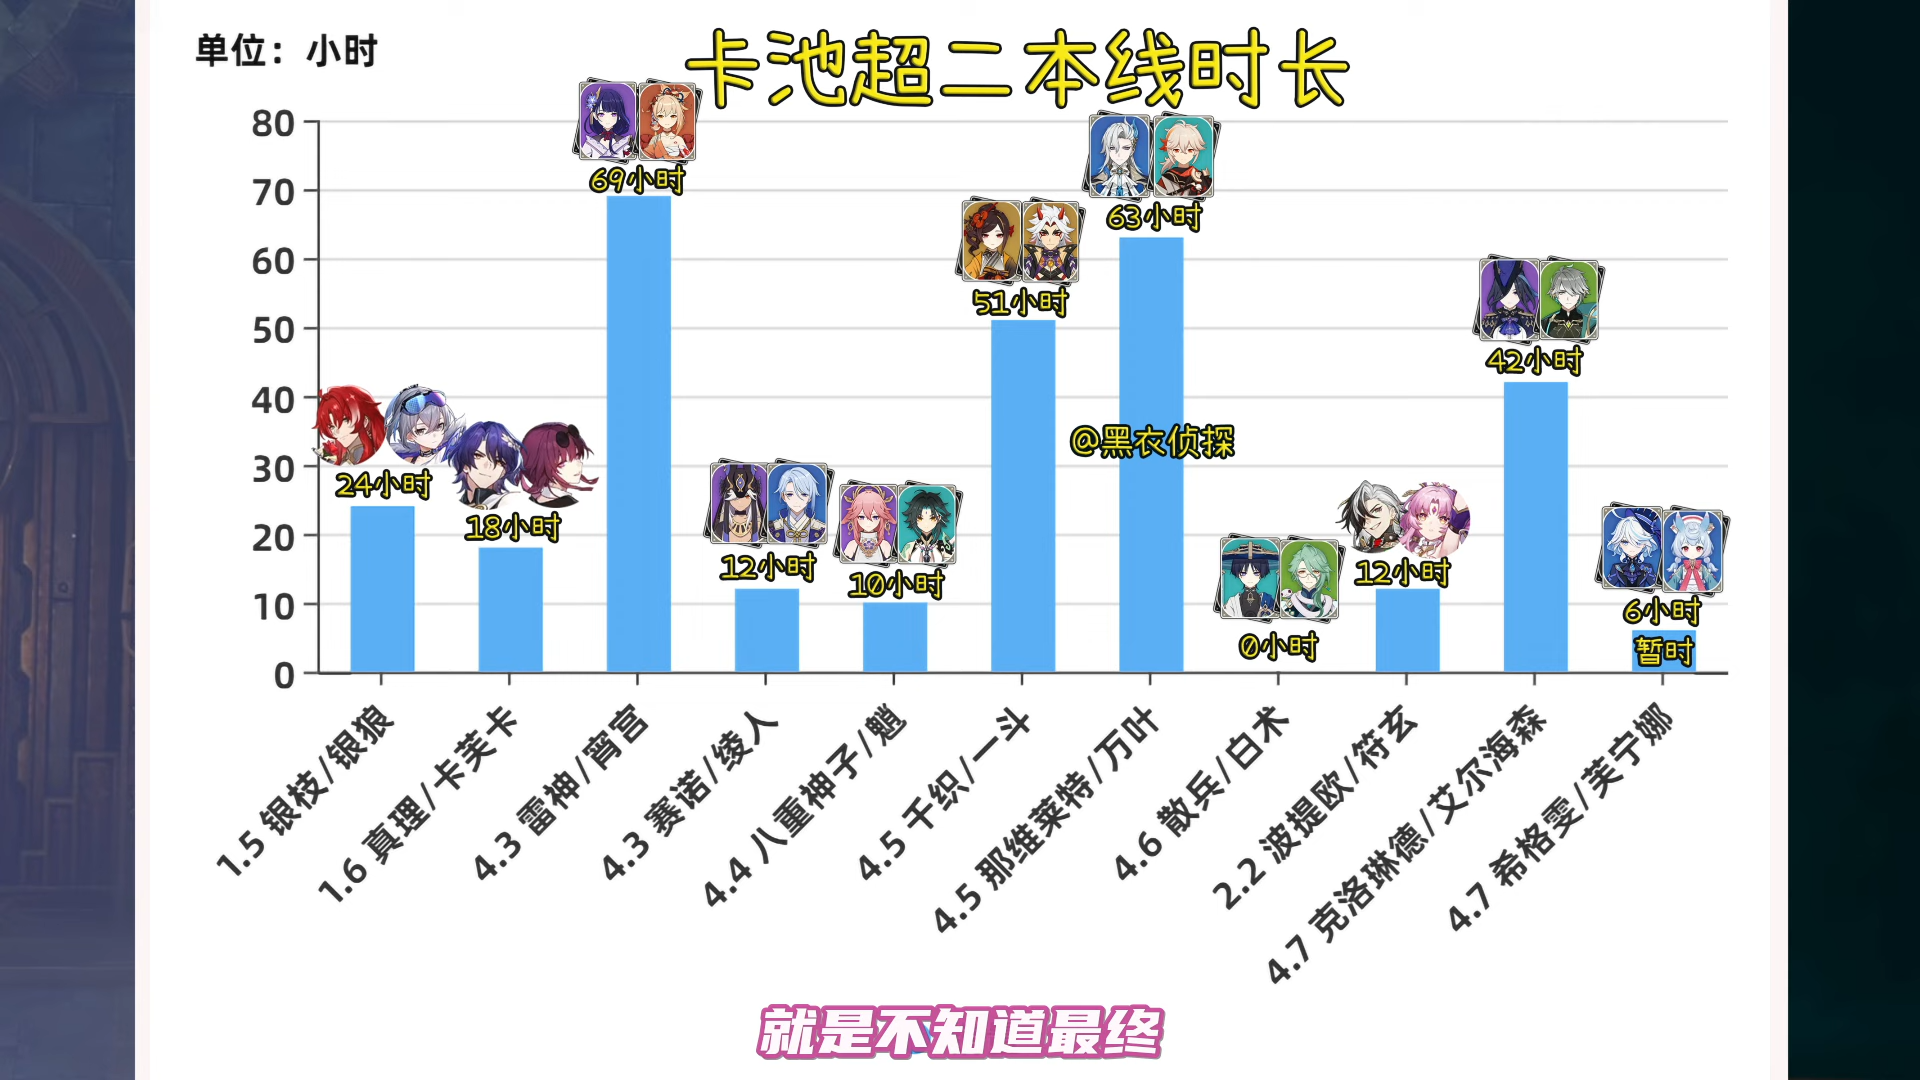 单位：小时
卡池超二本线时长
80
70
60
50
40
30
20
10
0
24小时
18小时
69小时
12小时
10小时
51小时
63小时
0小时
12小时
42小时
6小时
暂时
@黑衣侦探
1.5 银枝/银狼
1.6 真理/卡芙卡
4.3 雷神/宵宫
4.3 赛诺/绫人
4.4 八重神子/魈
4.5 千织/一斗
4.5 那维莱特/万叶
4.6 散兵/白术
2.2 波提欧/符玄
4.7 克洛琳德/艾尔海森
4.7 希格雯/芙宁娜
就是不知道最终